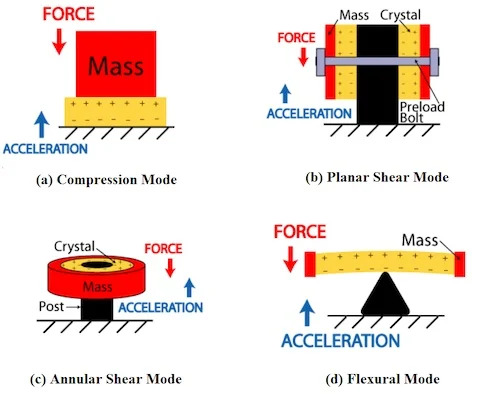 FORCE
Mass
ACCELERATION
(a) Compression Mode
Mass
Crystal
FORCE
ACCELERATION
Preload
Bolt
(b) Planar Shear Mode
Crystal
FORCE
Mass
Post
ACCELERATION
(c) Annular Shear Mode
FORCE
Mass
ACCELERATION
(d) Flexural Mode